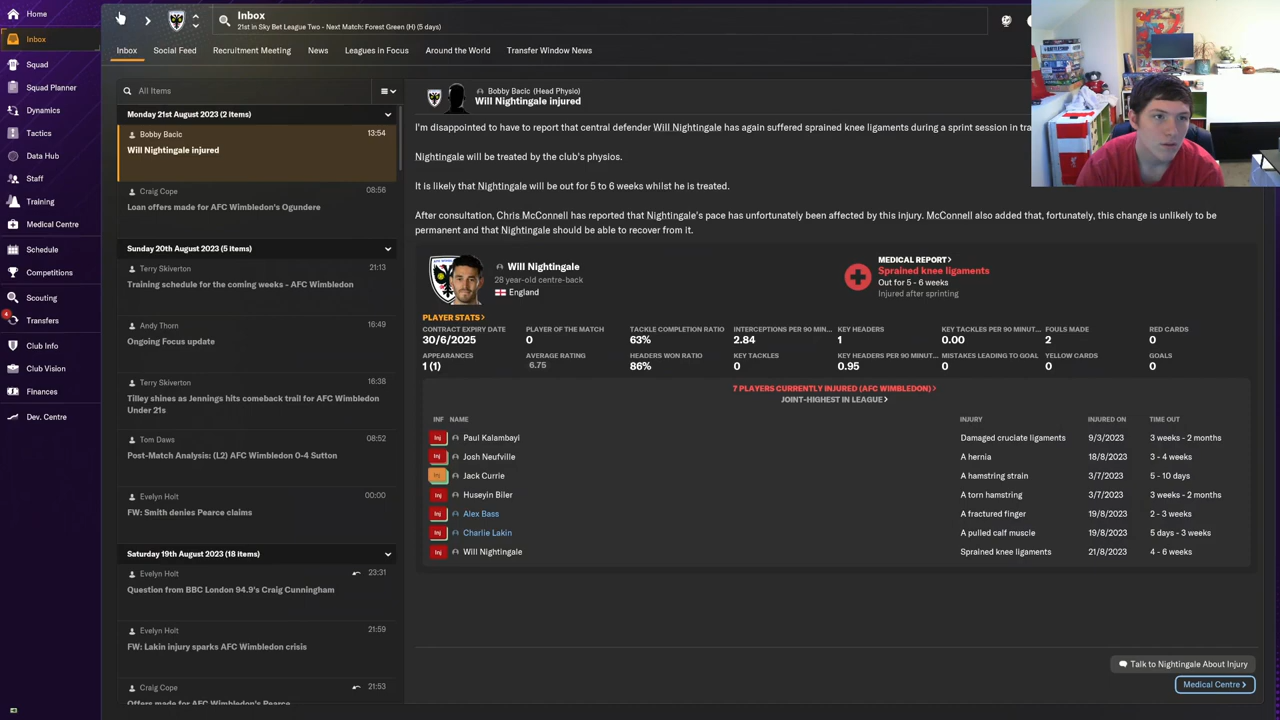 Home
Inbox
Squad
Squad Planner
Dynamics
Tactics
Data Hub
Staff
Training
Medical Centre
Schedule
Competitions
Scouting
4
Transfers
Club Info
Club Vision
Finances
Dev. Centre
Inbox
21st in Sky Bet League Two - Next Match: Forest Green (H) (5 days)
Inbox Social Feed Recruitment Meeting News Leagues in Focus Around the World Transfer Window News
All Items
Monday 21st August 2023 (2 items)
Bobby Bacic 13:54
Will Nightingale injured
Craig Cope 08:56
Loan offers made for AFC Wimbledon's Ogundere
Sunday 20th August 2023 (5 items)
Terry Skiverton 21:13
Training schedule for the coming weeks - AFC Wimbledon
Andy Thorn 16:49
Ongoing Focus update
Terry Skiverton 16:38
Tilley shines as Jennings hits comeback trail for AFC Wimbledon
Under 21s
Tom Daws 08:52
Post-Match Analysis: (L2) AFC Wimbledon 0-4 Sutton
Evelyn Holt 00:00
FW: Smith denies Pearce claims
Saturday 19th August 2023 (18 items)
Evelyn Holt 23:31
Question from BBC London 94.9's Craig Cunningham
Evelyn Holt 21:59
FW: Lakin injury sparks AFC Wimbledon crisis
Craig Cope 21:53
Offers made for AFC Wimbledon's Pearce
Bobby Bacic (Head Physio)
Will Nightingale injured
I'm disappointed to have to report that central defender Will Nightingale has again suffered sprained knee ligaments during a sprint session in
Nightingale will be treated by the club's physios.
It is likely that Nightingale will be out for 5 to 6 weeks whilst he is treated.
After consultation, Chris McConnell has reported that Nightingale's pace has unfortunately been affected by this injury. McConnell also added that, fortunately, this change is unlikely to be
permanent and that Nightingale should be able to recover from it.
Will Nightingale
28 year-old centre-back
England
MEDICAL REPORT>
Sprained knee ligaments
Out for 5 - 6 weeks
Injured after sprinting
PLAYER STATS>
CONTRACT EXPIRY DATE PLAYER OF THE MATCH TACKLE COMPLETION RATIO INTERCEPTIONS PER 90 MIN... KEY HEADERS KEY TACKLES PER 90 MINUT... FOULS MADE RED CARDS
30/6/2025 0 63% 2.84 1 0.00 2 0
APPEARANCES AVERAGE RATING HEADERS WON RATIO KEY TACKLES KEY HEADERS PER 90 MINUT... MISTAKES LEADING TO GOAL YELLOW CARDS GOALS
1 (1) 6.75 86% 0 0.95 0 0 0
7 PLAYERS CURRENTLY INJURED (AFC WIMBLEDON) >
JOINT-HIGHEST IN LEAGUE >
INF NAME INJURY INJURED ON TIME OUT
Inj Paul Kalambayi Damaged cruciate ligaments 9/3/2023 3 weeks - 2 months
Inj Josh Neufville A hernia 18/8/2023 3 - 4 weeks
Inj Jack Currie A hamstring strain 3/7/2023 5 - 10 days
Inj Huseyin Biler A torn hamstring 3/7/2023 3 weeks - 2 months
Inj Alex Bass A fractured finger 19/8/2023 2 - 3 weeks
Inj Charlie Lakin A pulled calf muscle 19/8/2023 5 days - 3 weeks
Inj Will Nightingale Sprained knee ligaments 21/8/2023 4 - 6 weeks
Talk to Nightingale About Injury
Medical Centre >